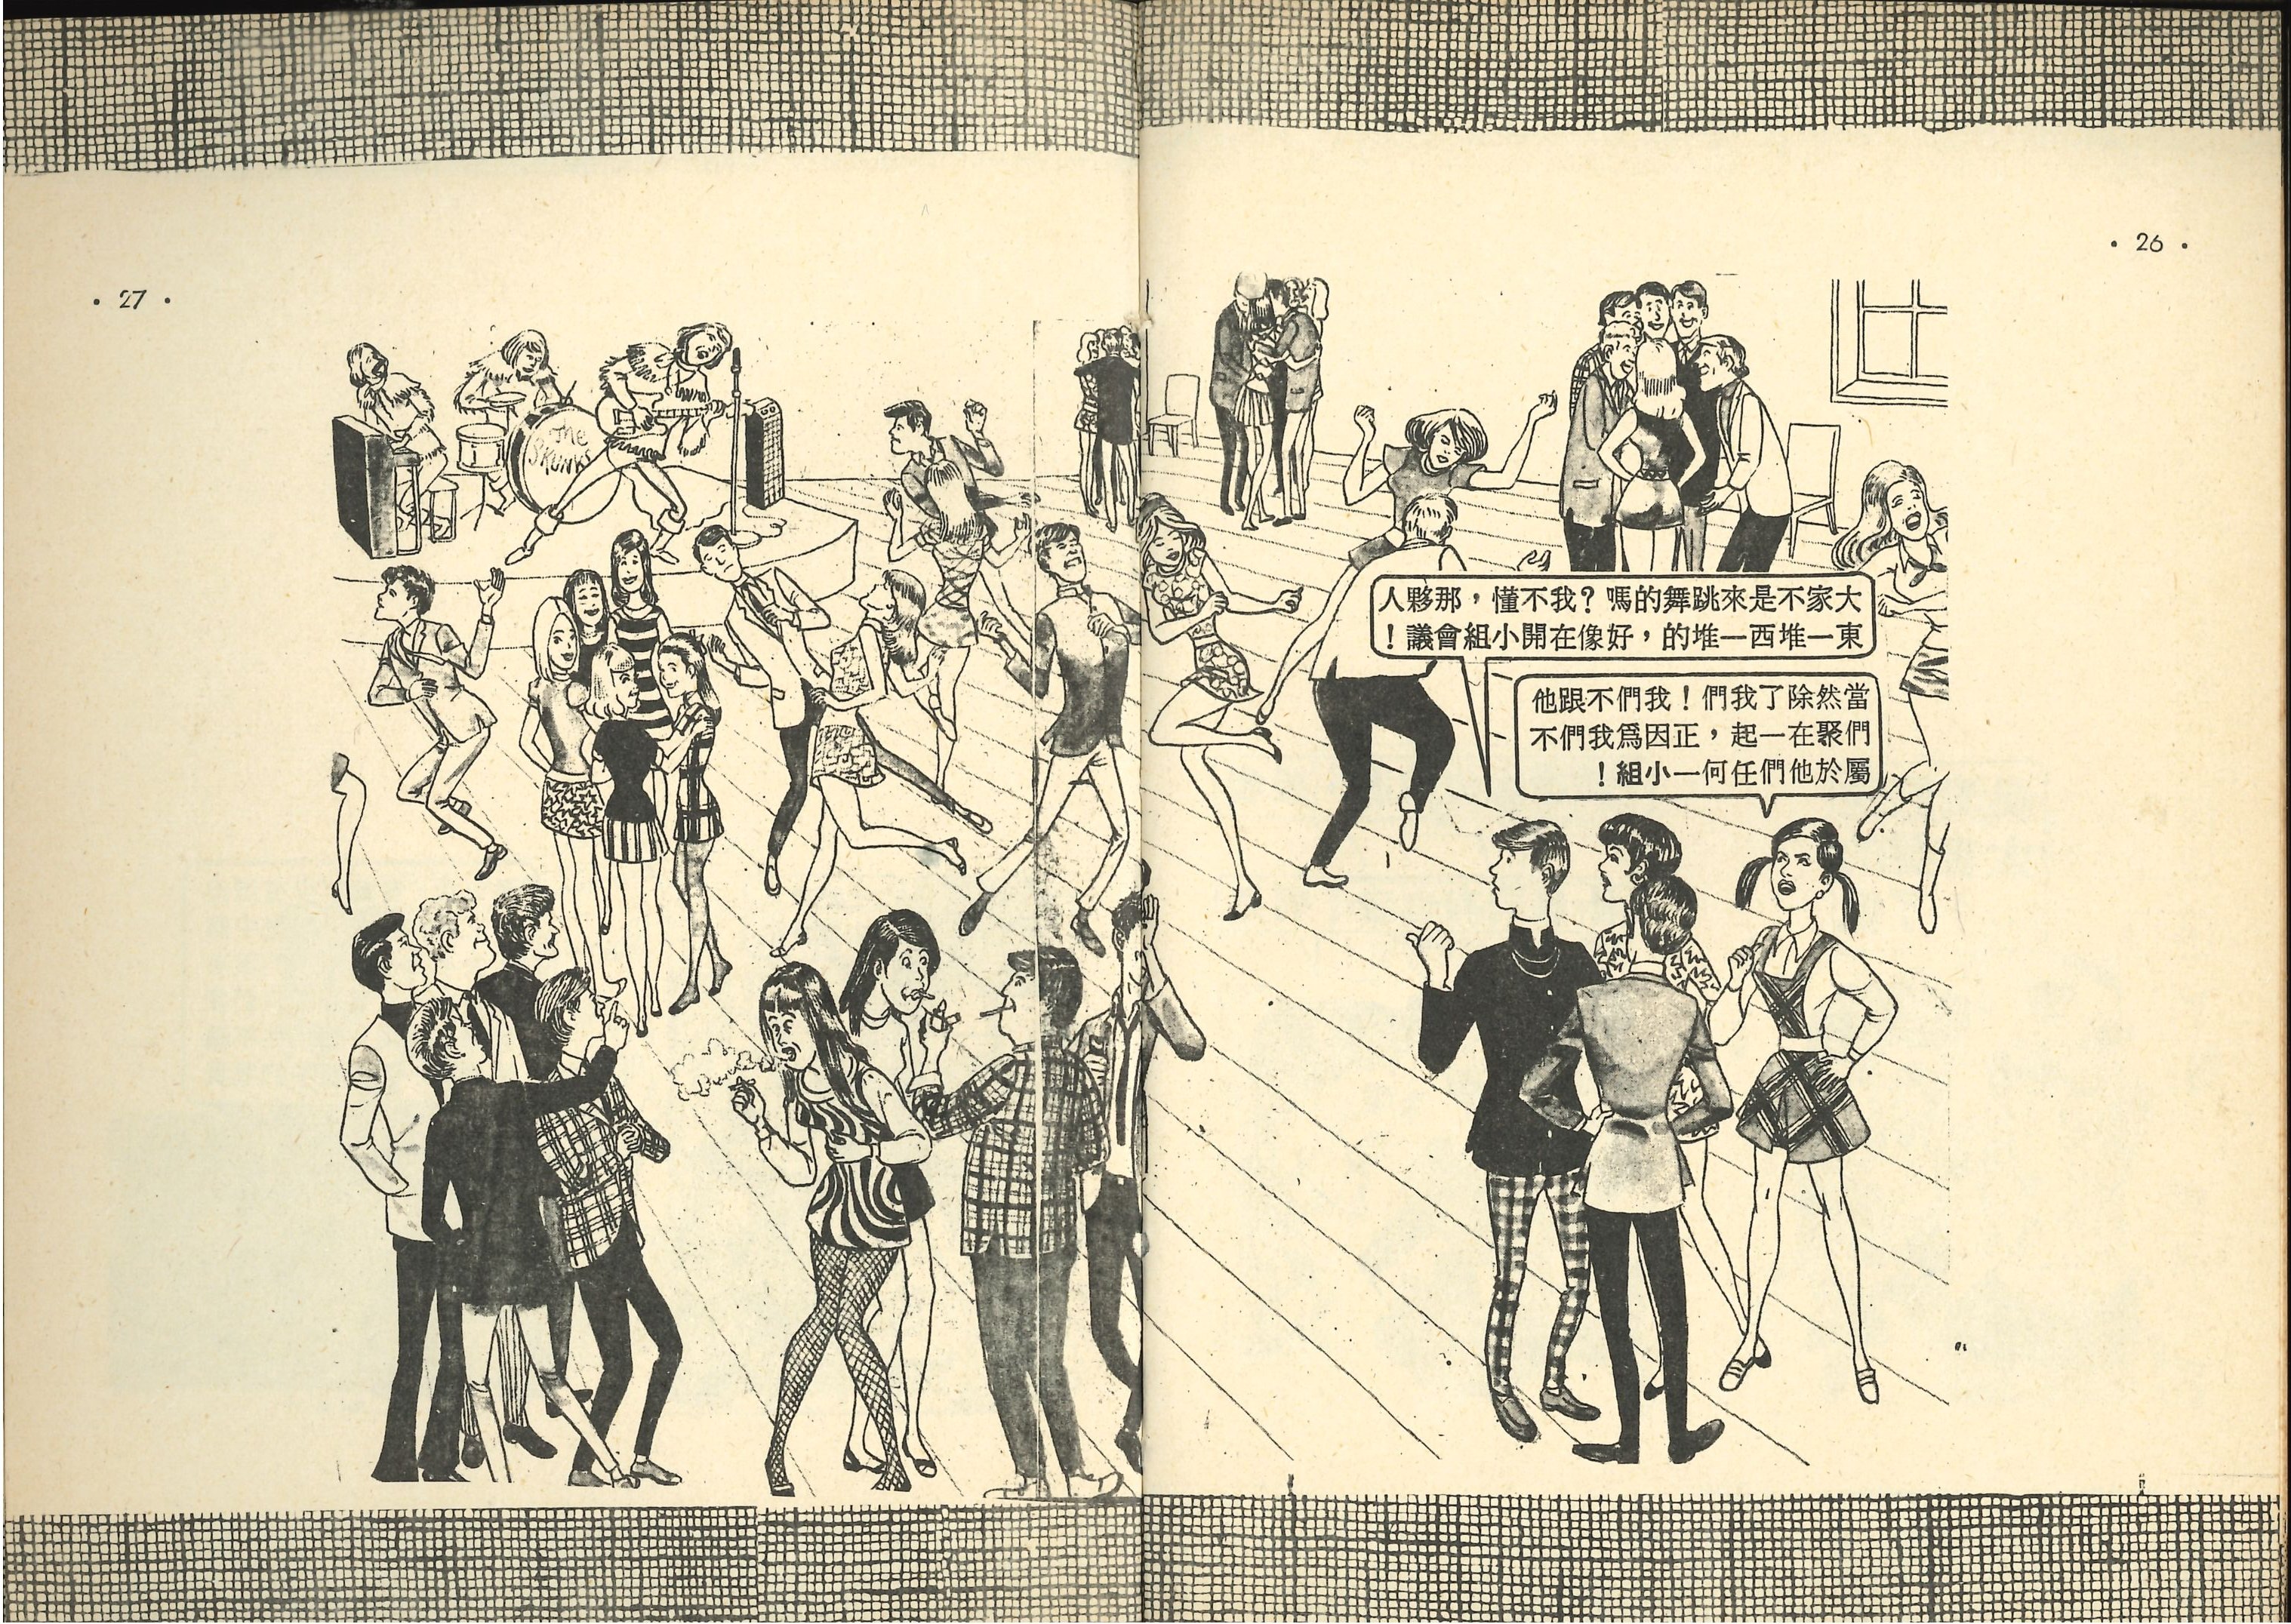 · 26 ·
大家不是來跳舞的嗎？我不懂，那夥人
東一堆西一堆的，好像在開小組會議！
當然除了我們！我們不跟他
們聚在一起，正因爲我們不
屬於他們任何一小組！
· 27 ·
The
SKUNKS